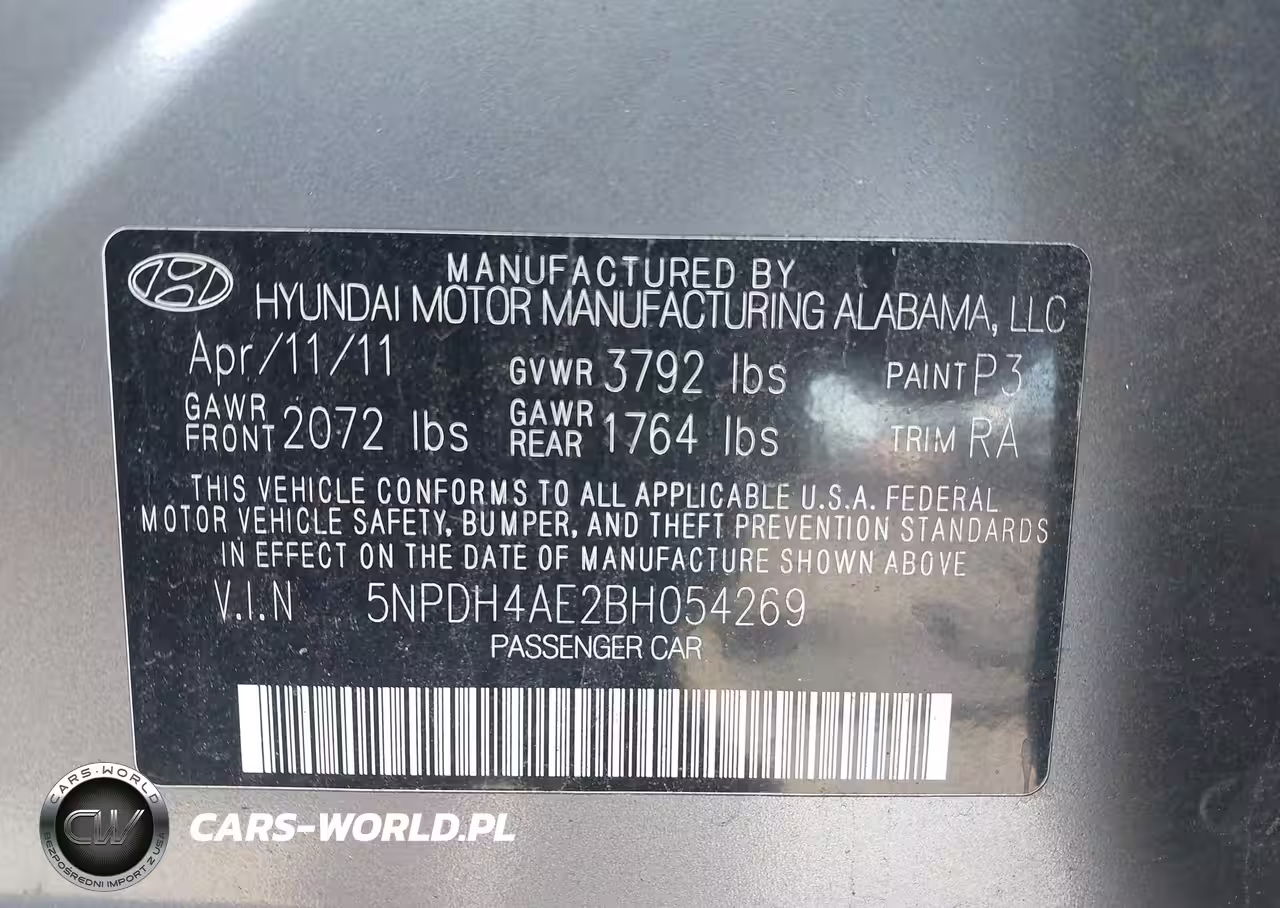 MANUFACTURED BY
HYUNDAI MOTOR MANUFACTURING ALABAMA, LLC
Apr/11/11 GVWR 3792 lbs PAINT P3
GAWR FRONT 2072 lbs GAWR REAR 1764 lbs TRIM RA
THIS VEHICLE CONFORMS TO ALL APPLICABLE U.S.A. FEDERAL
MOTOR VEHICLE SAFETY, BUMPER, AND THEFT PREVENTION STANDARDS
IN EFFECT ON THE DATE OF MANUFACTURE SHOWN ABOVE
V.I.N 5NPDH4AE2BH054269
PASSENGER CAR
CARS-WORLD
CW
BEZPOŚREDNI IMPORT Z USA
CARS-WORLD.PL